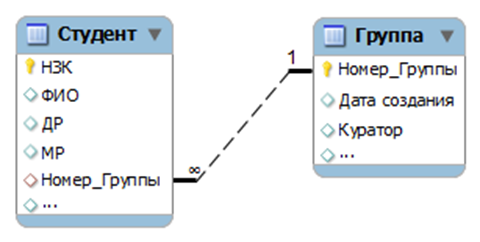 Студент
НЗК
ФИО
ДР
МР
Номер_Группы
...
∞
1
Группа
Номер_Группы
Дата создания
Куратор
...